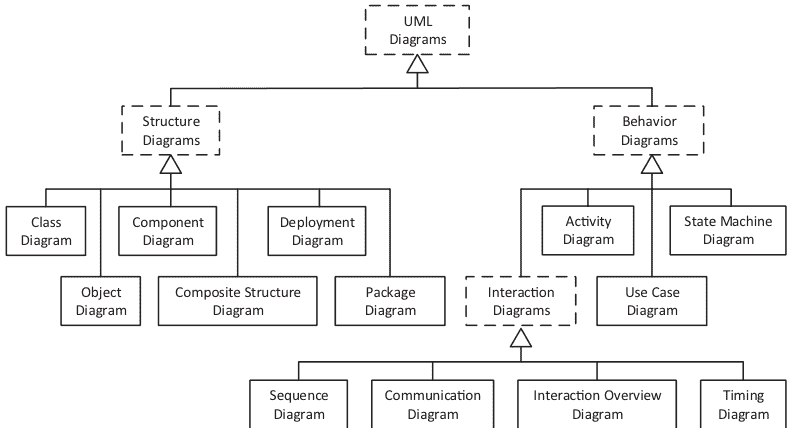 UML
Diagrams
Structure
Diagrams
Behavior
Diagrams
Class
Diagram
Component
Diagram
Deployment
Diagram
Activity
Diagram
State Machine
Diagram
Object
Diagram
Composite Structure
Diagram
Package
Diagram
Interaction
Diagrams
Use Case
Diagram
Sequence
Diagram
Communication
Diagram
Interaction Overview
Diagram
Timing
Diagram